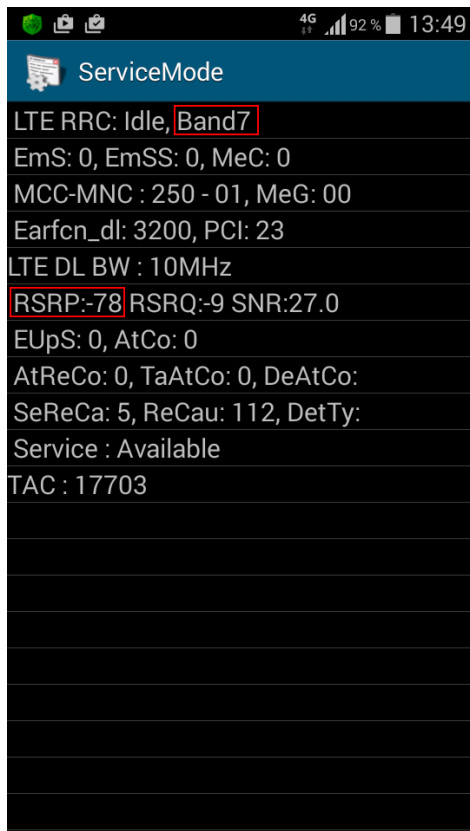 4G 92 % 13:49
ServiceMode
LTE RRC: Idle, Band7
EmS: 0, EmSS: 0, MeC: 0
MCC-MNC : 250 - 01, MeG: 00
Earfcn_dl: 3200, PCI: 23
LTE DL BW : 10MHz
RSRP:-78 RSRQ:-9 SNR:27.0
EUpS: 0, AtCo: 0
AtReCo: 0, TaAtCo: 0, DeAtCo:
SeReCa: 5, ReCau: 112, DetTy:
Service : Available
TAC : 17703